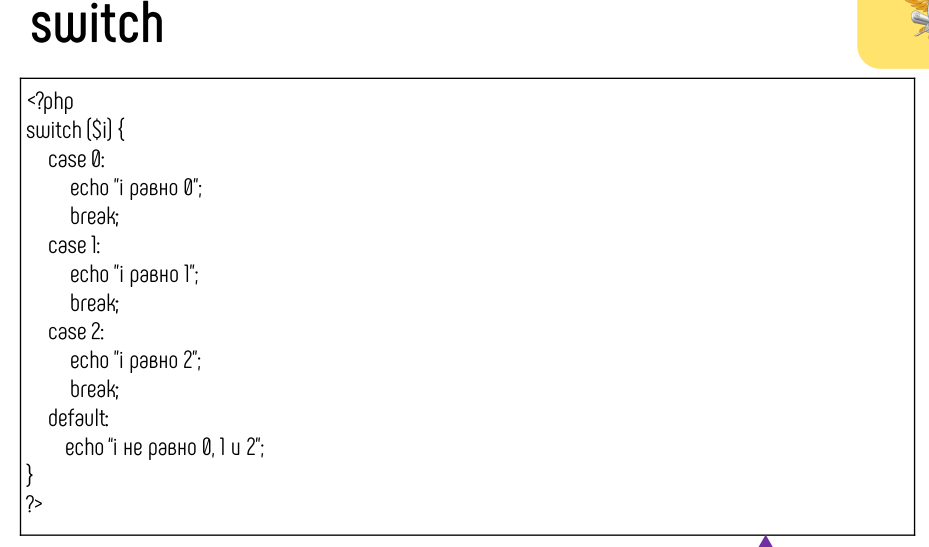 switch
<?php
switch ($i) {
case 0:
echo "i равно 0";
break;
case 1:
echo "i равно 1";
break;
case 2:
echo "i равно 2";
break;
default:
echo “i не равно 0, 1 и 2”;
}
?>